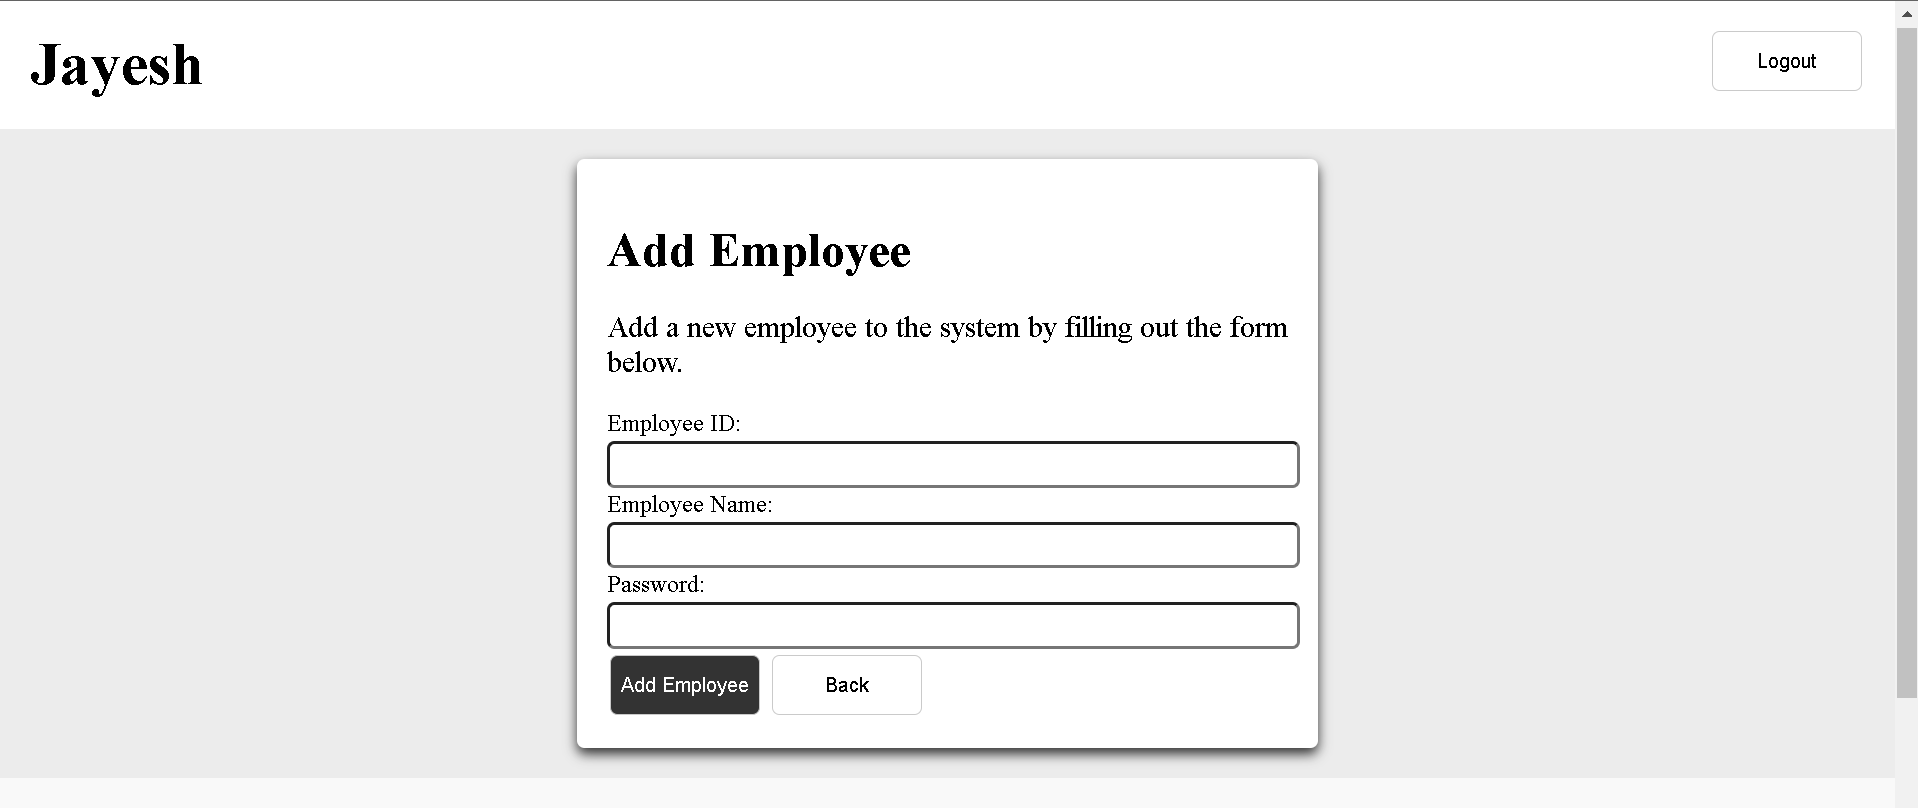 Jayesh
Logout
Add Employee
Add a new employee to the system by filling out the form
below.
Employee ID:
Employee Name:
Password:
Add Employee
Back